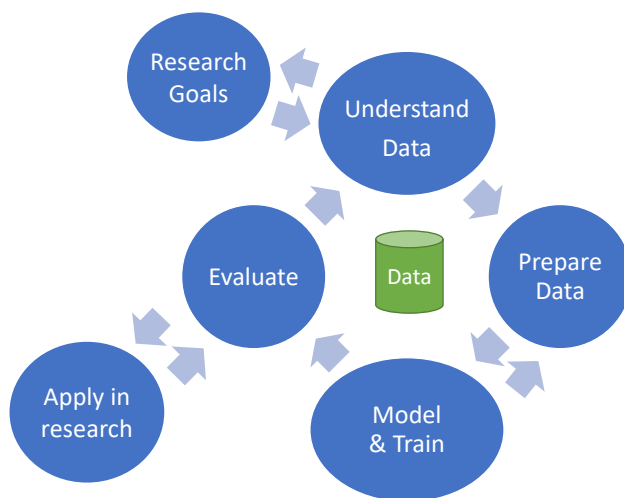 Research
Goals
Understand
Data
Evaluate
Data
Prepare
Data
Apply in
research
Model
& Train